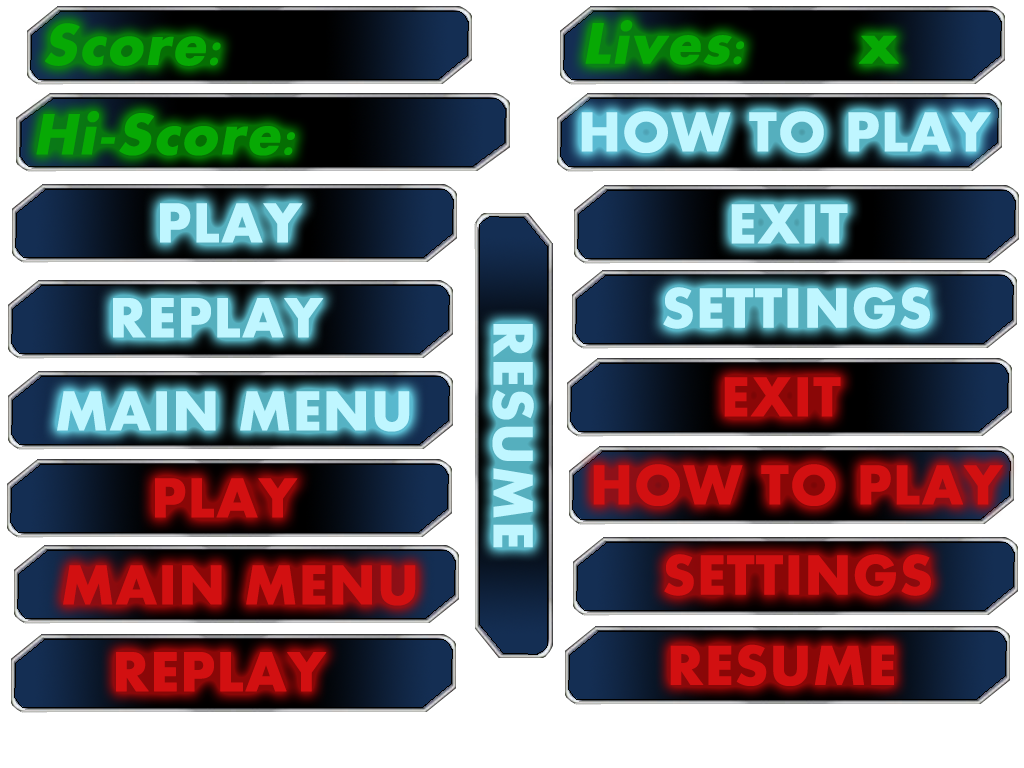 Score:
Hi-Score:
PLAY
REPLAY
MAIN MENU
PLAY
MAIN MENU
REPLAY
RESUME
Lives: x
HOW TO PLAY
EXIT
SETTINGS
EXIT
HOW TO PLAY
SETTINGS
RESUME